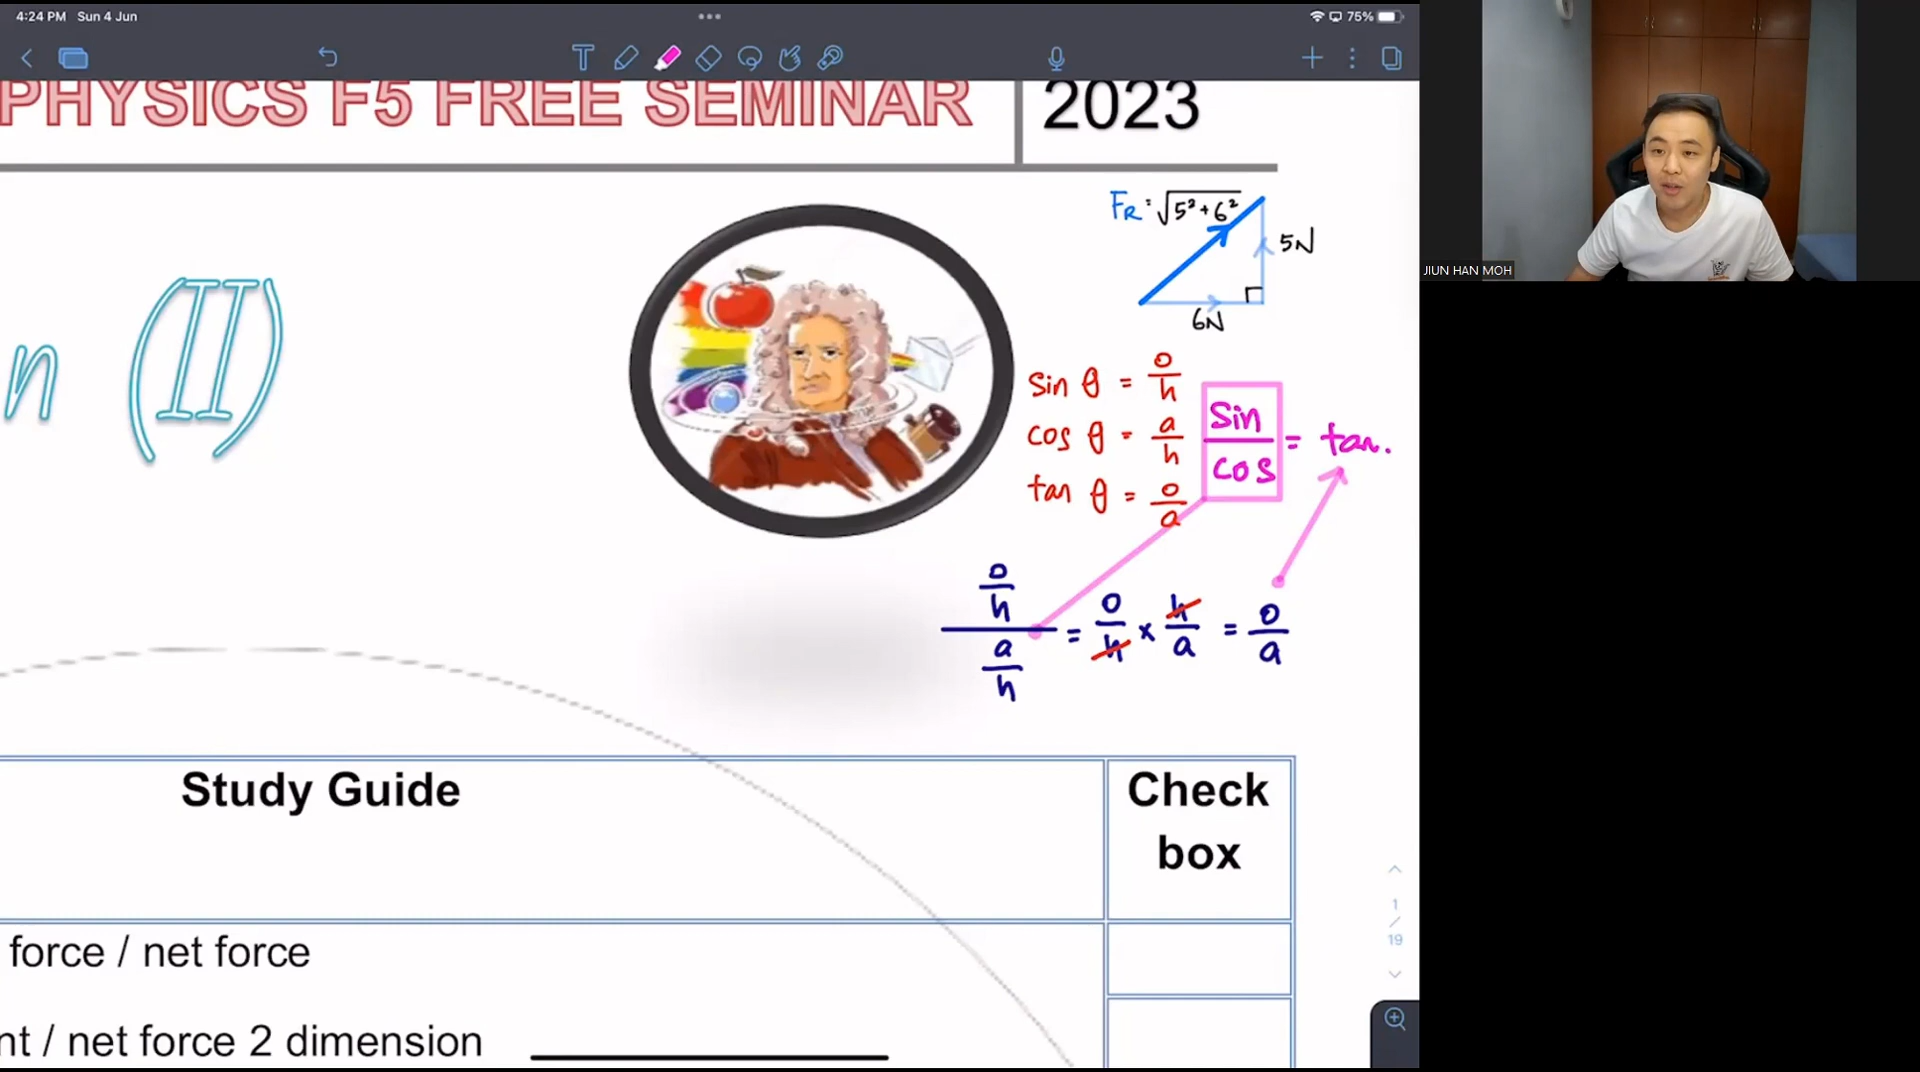 4:24 PM Sun 4 Jun
75%
PHYSICS F5 FREE SEMINAR
2023
n (II)
FR = √5² + 6²
5N
6N
sin θ = o/h
cos θ = a/h
tan θ = o/a
sin/cos = tan.
o/h / a/h = o/h × h/a = o/a
Study Guide
Check
box
force / net force
nt / net force 2 dimension
1
/
19
JIUN HAN MOH